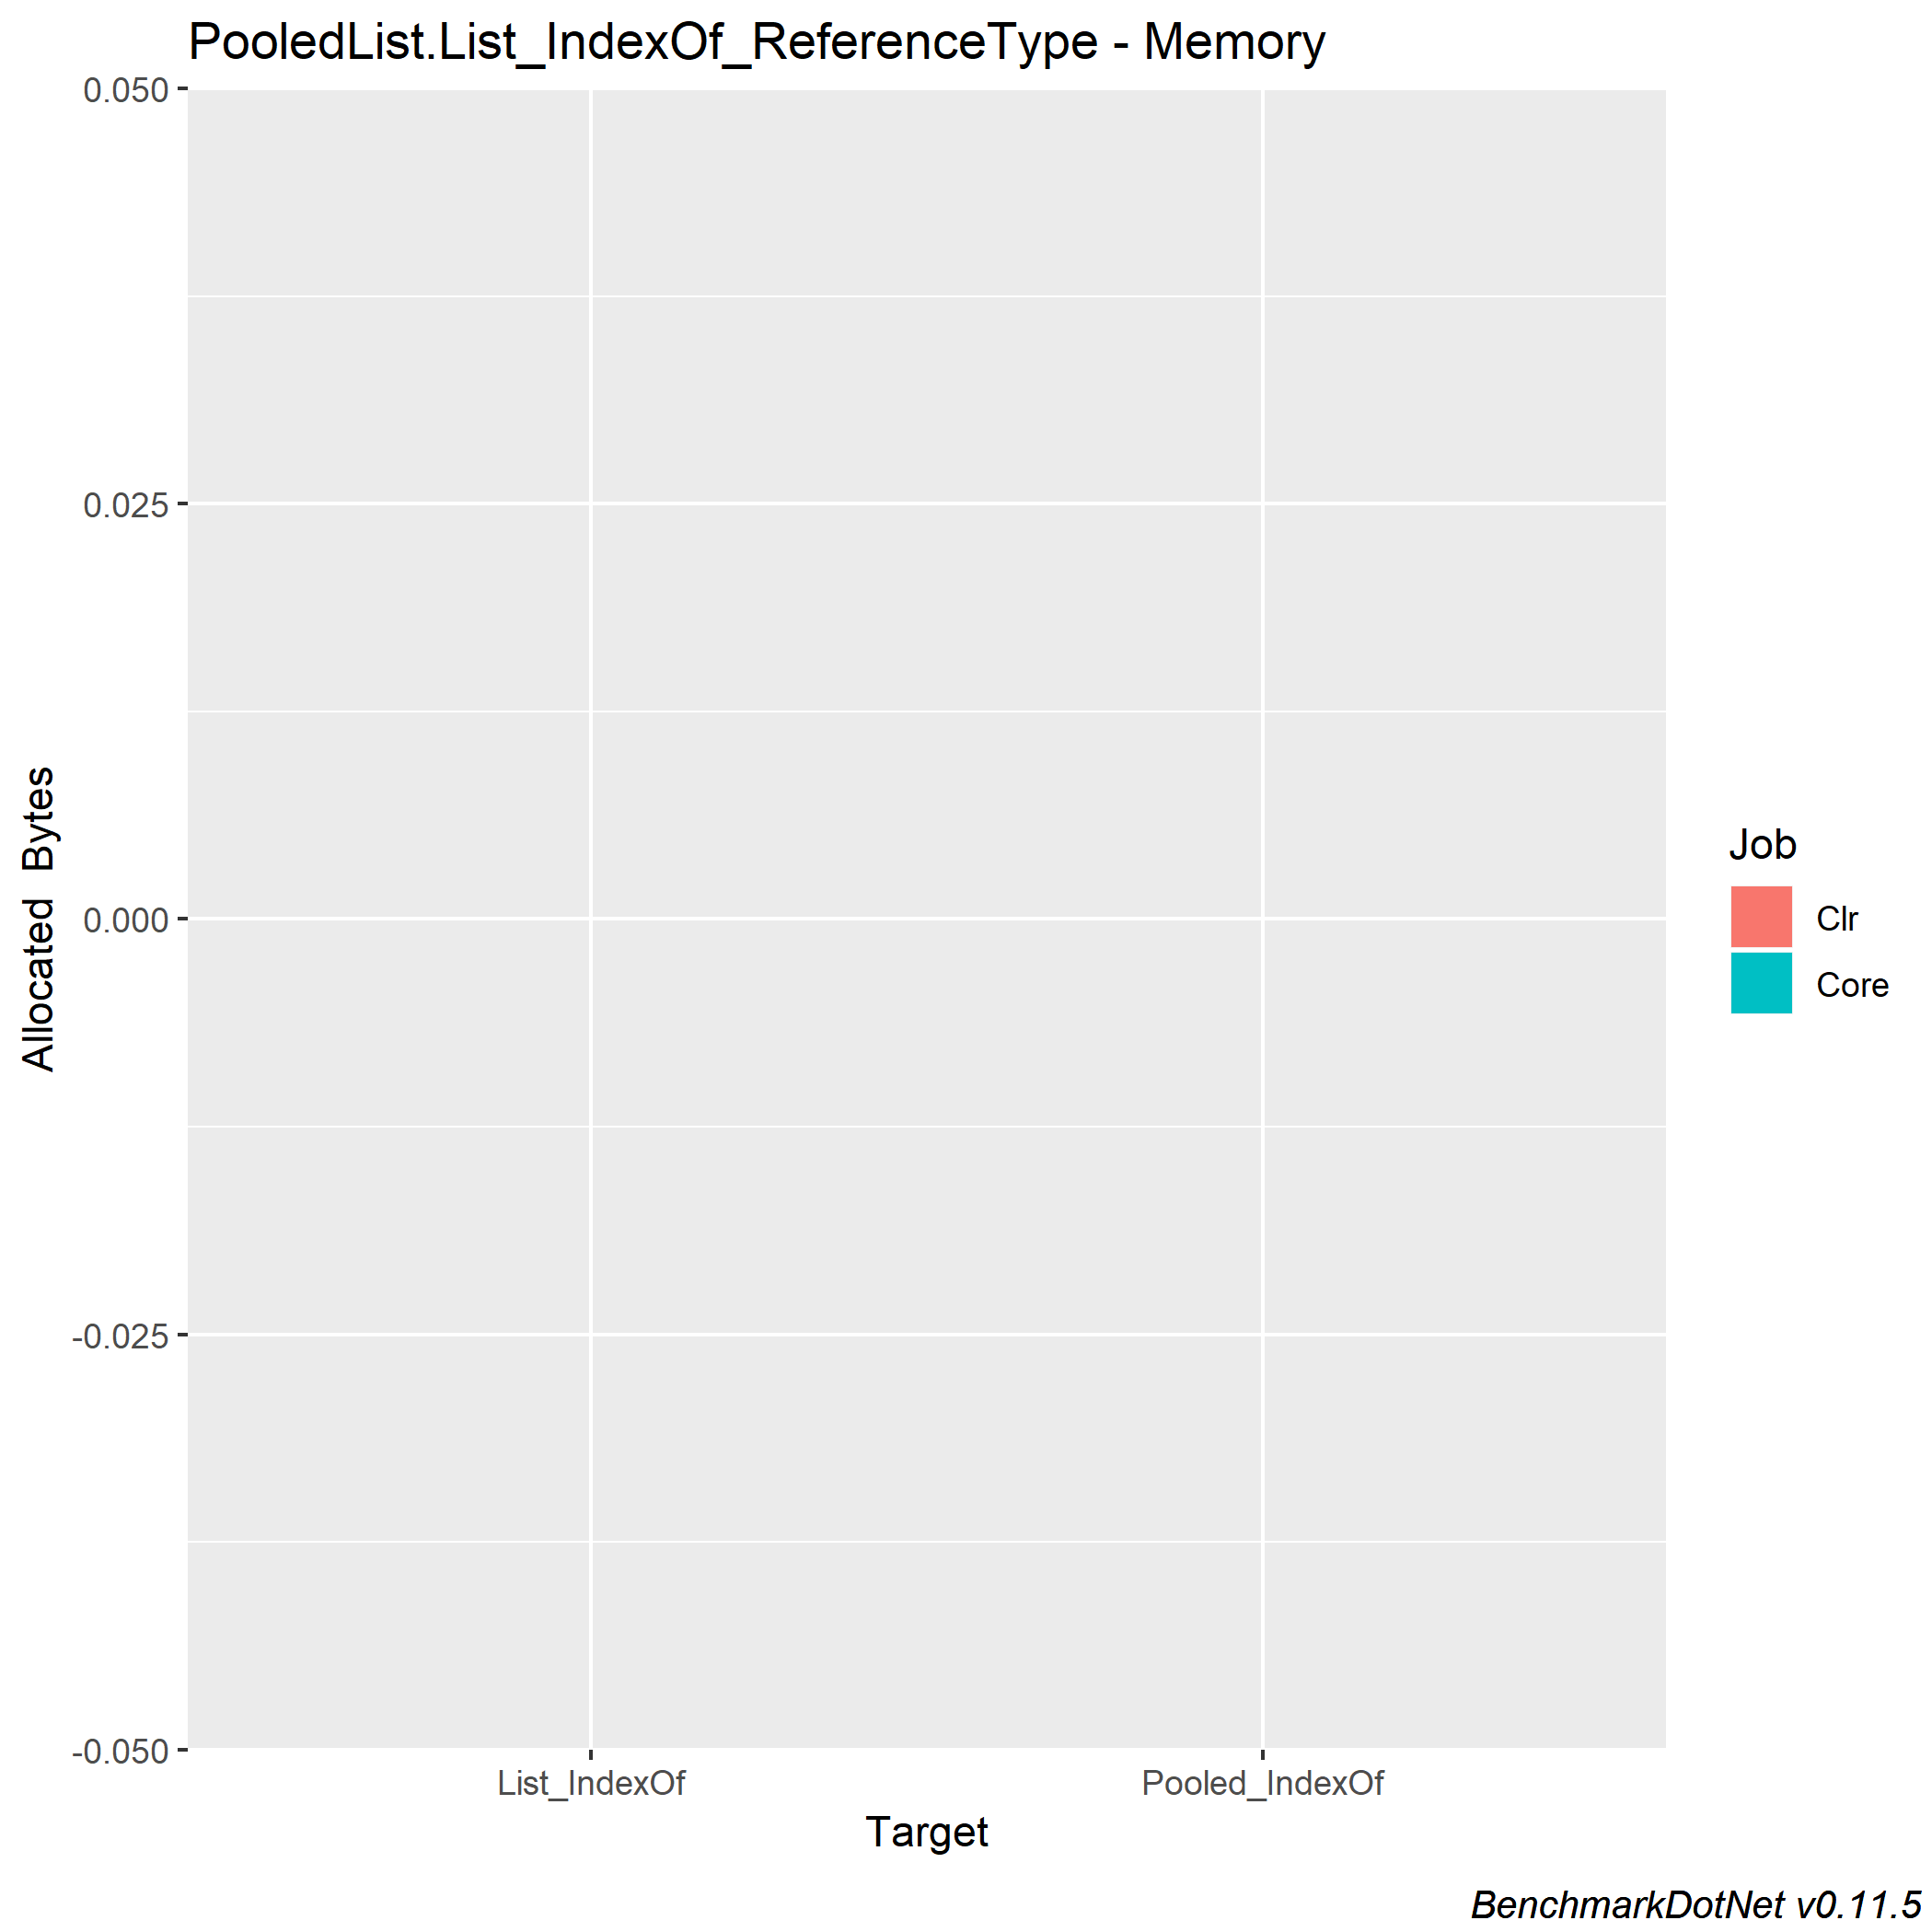 PooledList.List_IndexOf_ReferenceType - Memory
0.050
0.025
0.000
-0.025
-0.050
Allocated Bytes
List_IndexOf
Pooled_IndexOf
Target
Job
Clr
Core
BenchmarkDotNet v0.11.5